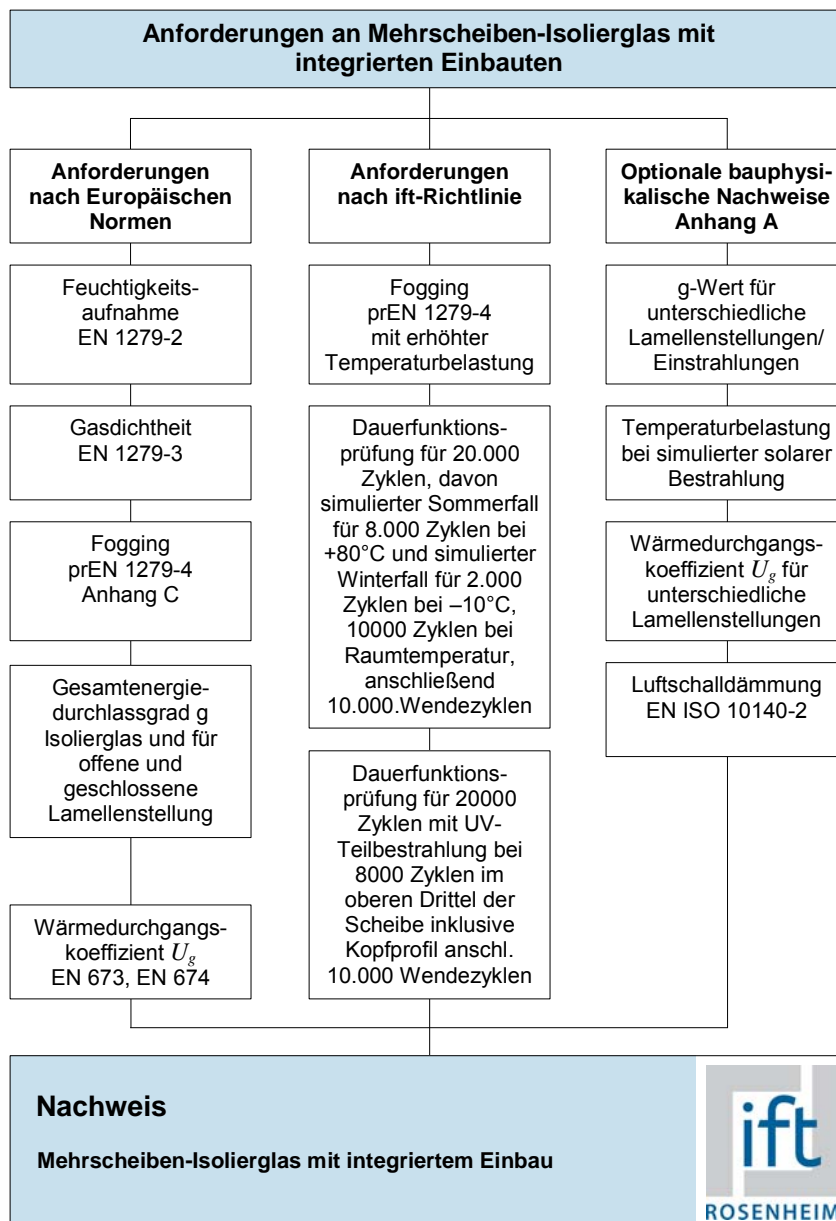 Anforderungen an Mehrscheiben-Isolierglas mit
integrierten Einbauten
Anforderungen
nach Europäischen
Normen
Feuchtigkeits-
aufnahme
EN 1279-2
Gasdichtheit
EN 1279-3
Fogging
prEN 1279-4
Anhang C
Gesamtenergie-
durchlassgrad g
Isolierglas und für
offene und
geschlossene
Lamellenstellung
Wärmedurchgangs-
koeffizient Ug
EN 673, EN 674
Anforderungen
nach ift-Richtlinie
Fogging
prEN 1279-4
mit erhöhter
Temperaturbelastung
Dauerfunktions-
prüfung für 20.000
Zyklen, davon
simulierter Sommerfall
für 8.000 Zyklen bei
+80°C und simulierter
Winterfall für 2.000
Zyklen bei –10°C,
10000 Zyklen bei
Raumtemperatur,
anschließend
10.000.Wendezyklen
Dauerfunktions-
prüfung für 20000
Zyklen mit UV-
Teilbestrahlung bei
8000 Zyklen im
oberen Drittel der
Scheibe inklusive
Kopfprofil anschl.
10.000 Wendezyklen
Optionale bauphysi-
kalische Nachweise
Anhang A
g-Wert für
unterschiedliche
Lamellenstellungen/
Einstrahlungen
Temperaturbelastung
bei simulierter solarer
Bestrahlung
Wärmedurchgangs-
koeffizient Ug für
unterschiedliche
Lamellenstellungen
Luftschalldämmung
EN ISO 10140-2
Nachweis
Mehrscheiben-Isolierglas mit integriertem Einbau
ift
ROSENHEIM